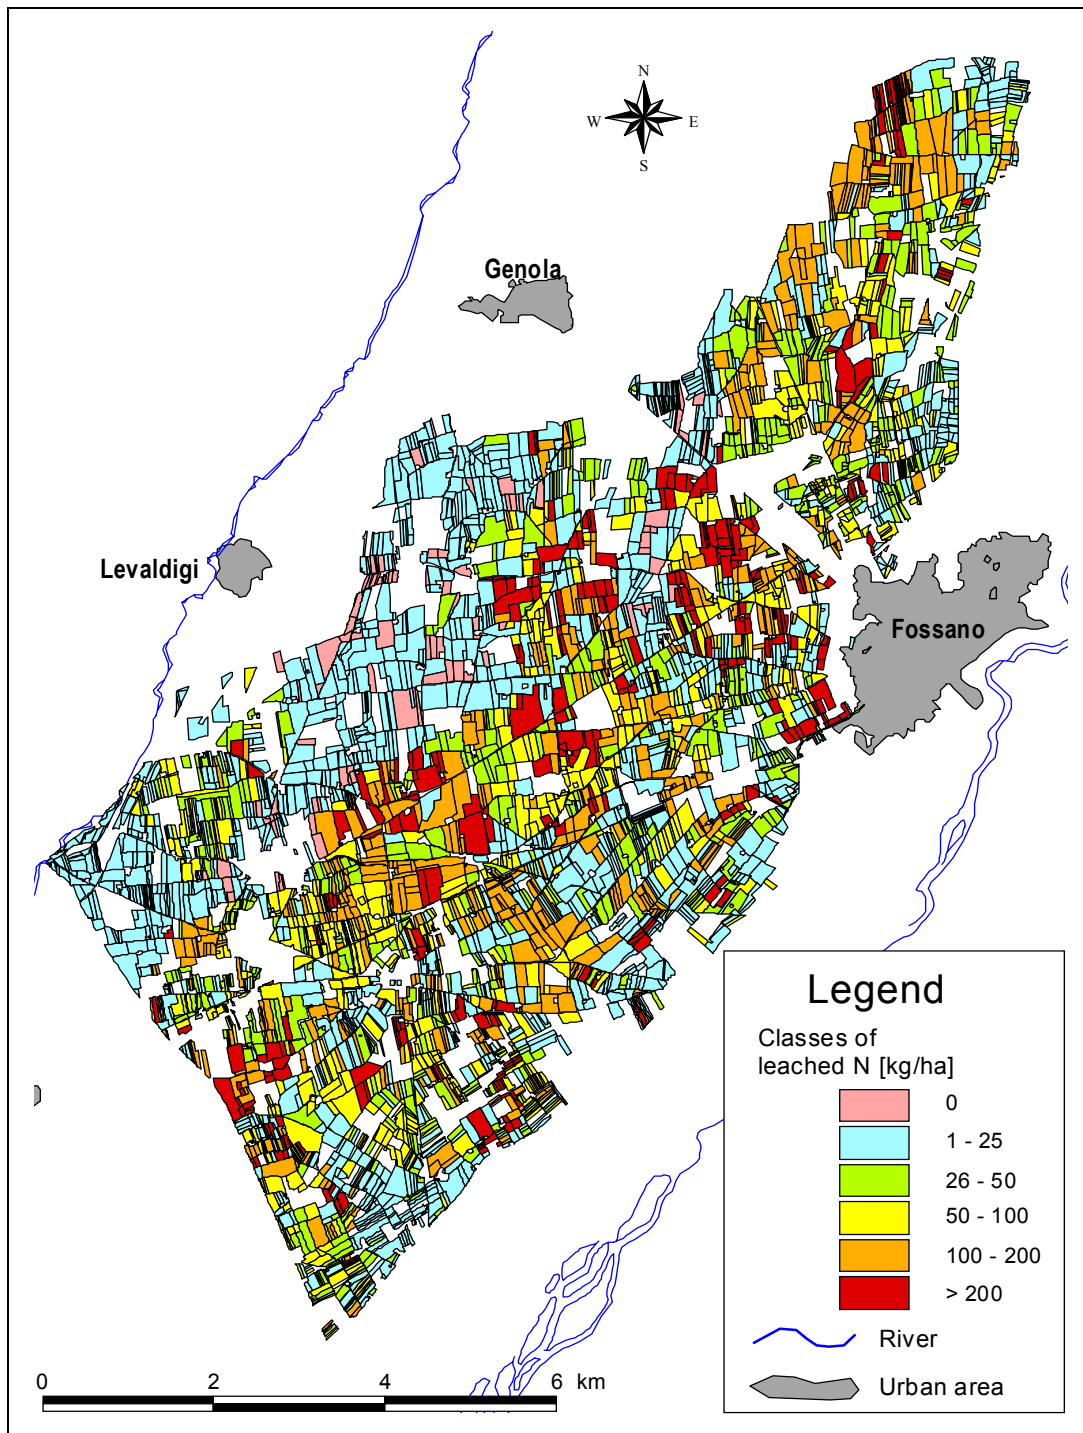 N
W E
S
Genola
Levaldigi
Fossano
Legend
Classes of
leached N [kg/ha]
0
1 - 25
26 - 50
50 - 100
100 - 200
> 200
River
Urban area
0 2 4 6 km